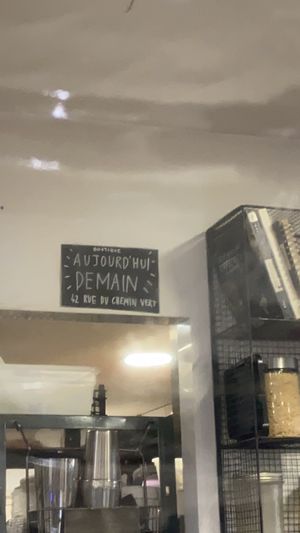 BOUTIQUE
AUJOURD'HUI
DEMAIN
42 RUE DU CHEMIN VERT